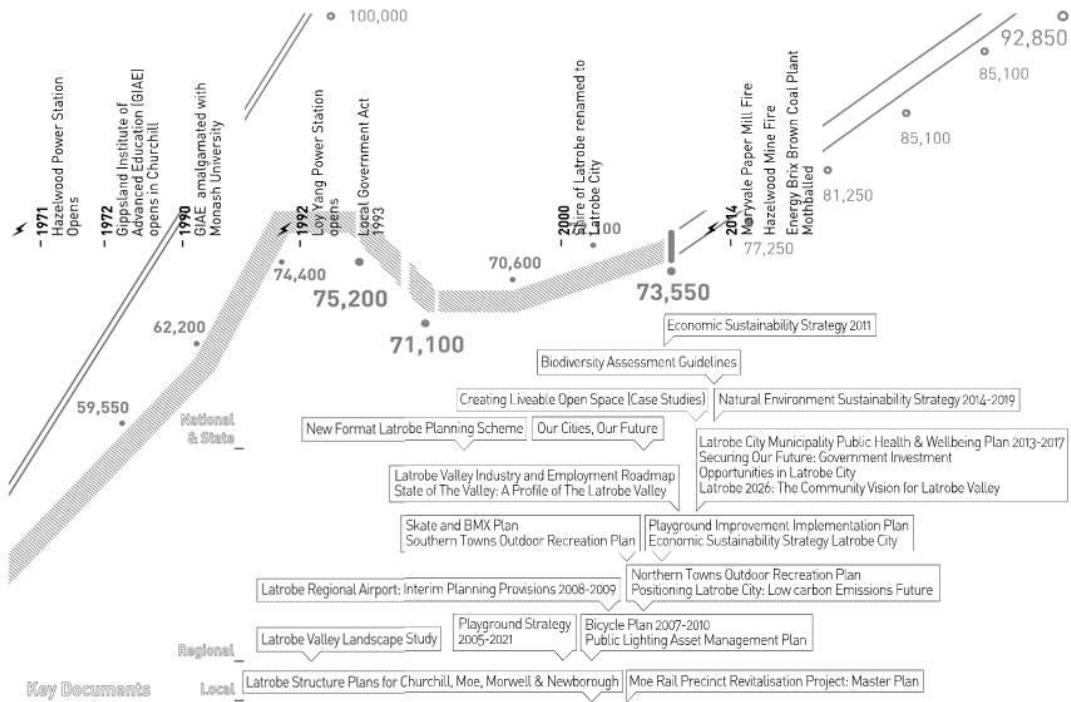 100,000
92,850
85,100
85,100
81,250
77,250
– 1971
Hazelwood Power Station
Opens
– 1972
Gippsland Institute of
Advanced Education (GIAE)
opens in Churchill
– 1990
GIAE amalgamated with
Monash University
– 1992
Loy Yang Power Station
opens
Local Government Act
1993
– 2000
Shire of Latrobe renamed to
Latrobe City
– 2014
Maryvale Paper Mill Fire
Hazelwood Mine Fire
Energy Brix Brown Coal Plant
Mothballed
74,400
75,200
70,600
73,550
62,200
71,100
59,550
Economic Sustainability Strategy 2011
Biodiversity Assessment Guidelines
Creating Liveable Open Space (Case Studies)
Natural Environment Sustainability Strategy 2014-2019
National
& State
New Format Latrobe Planning Scheme
Our Cities, Our Future
Latrobe City Municipality Public Health & Wellbeing Plan 2013-2017
Securing Our Future: Government Investment
Opportunities in Latrobe City
Latrobe 2026: The Community Vision for Latrobe Valley
Latrobe Valley Industry and Employment Roadmap
State of The Valley: A Profile of The Latrobe Valley
Skate and BMX Plan
Southern Towns Outdoor Recreation Plan
Playground Improvement Implementation Plan
Economic Sustainability Strategy Latrobe City
Latrobe Regional Airport: Interim Planning Provisions 2008-2009
Northern Towns Outdoor Recreation Plan
Positioning Latrobe City: Low carbon Emissions Future
Regional
Latrobe Valley Landscape Study
Playground Strategy
2005-2021
Bicycle Plan 2007-2010
Public Lighting Asset Management Plan
Key Documents
Local
Latrobe Structure Plans for Churchill, Moe, Morwell & Newborough
Moe Rail Precinct Revitalisation Project: Master Plan